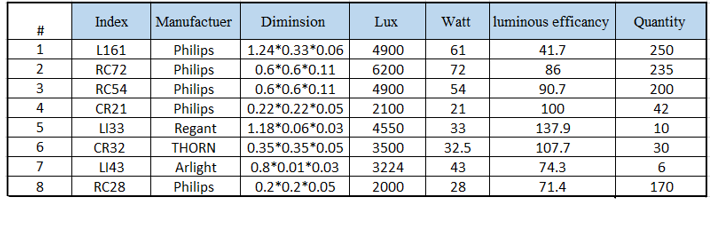 # Index Manufactuer Diminsion Lux Watt luminous efficancy Quantity
1 L161 Philips 1.24*0.33*0.06 4900 61 41.7 250
2 RC72 Philips 0.6*0.6*0.11 6200 72 86 235
3 RC54 Philips 0.6*0.6*0.11 4900 54 90.7 200
4 CR21 Philips 0.22*0.22*0.05 2100 21 100 42
5 LI33 Regant 1.18*0.06*0.03 4550 33 137.9 10
6 CR32 THORN 0.35*0.35*0.05 3500 32.5 107.7 30
7 LI43 Arlight 0.8*0.01*0.03 3224 43 74.3 6
8 RC28 Philips 0.2*0.2*0.05 2000 28 71.4 170